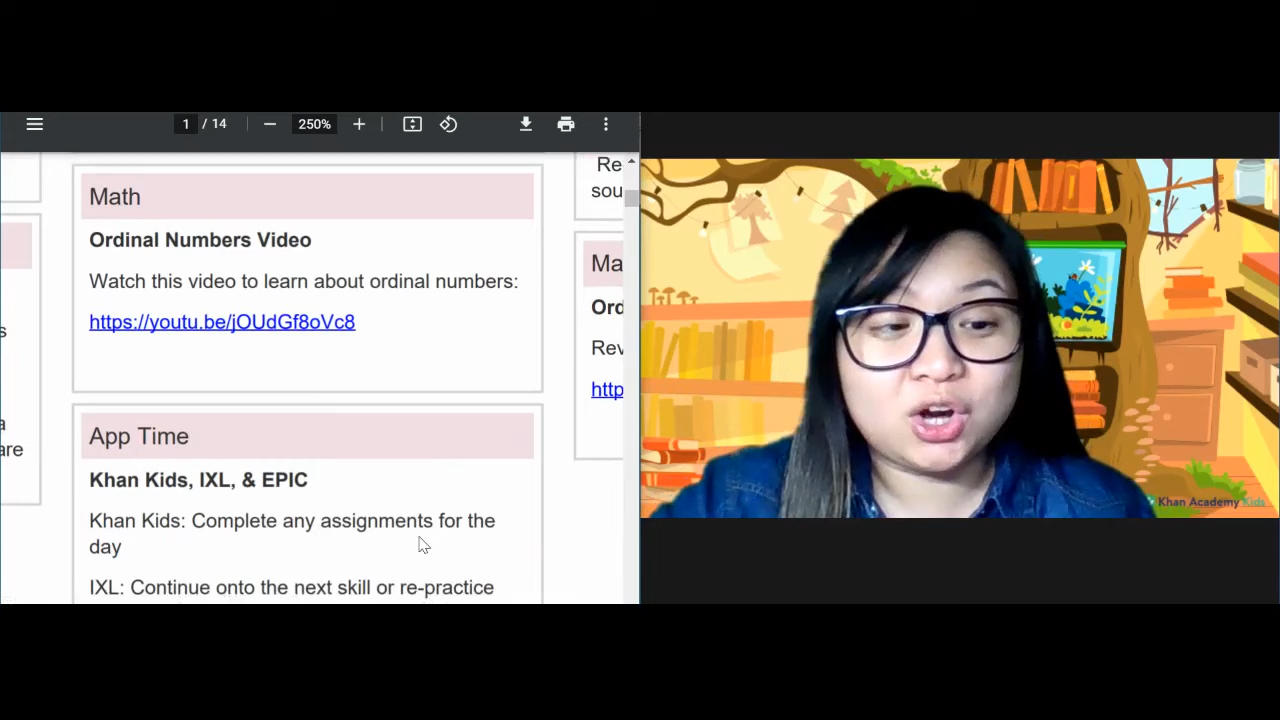 1 / 14
250%
Math
Ordinal Numbers Video
Watch this video to learn about ordinal numbers:
https://youtu.be/jOUdGf8oVc8
App Time
Khan Kids, IXL, & EPIC
Khan Kids: Complete any assignments for the
day
IXL: Continue onto the next skill or re-practice
s
a
are
Re
sou
Ma
Ord
Rev
http
Khan Academy Kids